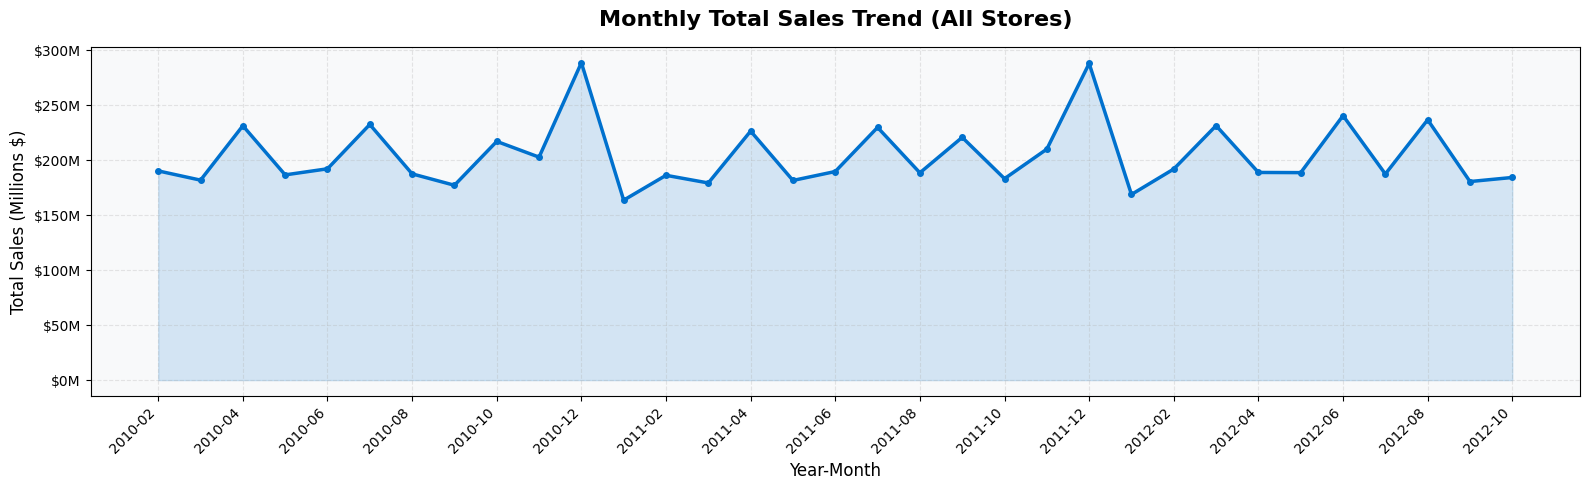 Monthly Total Sales Trend (All Stores)
Total Sales (Millions $)
$300M
$250M
$200M
$150M
$100M
$50M
$0M
2010-02
2010-04
2010-06
2010-08
2010-10
2010-12
2011-02
2011-04
2011-06
2011-08
2011-10
2011-12
2012-02
2012-04
2012-06
2012-08
2012-10
Year-Month